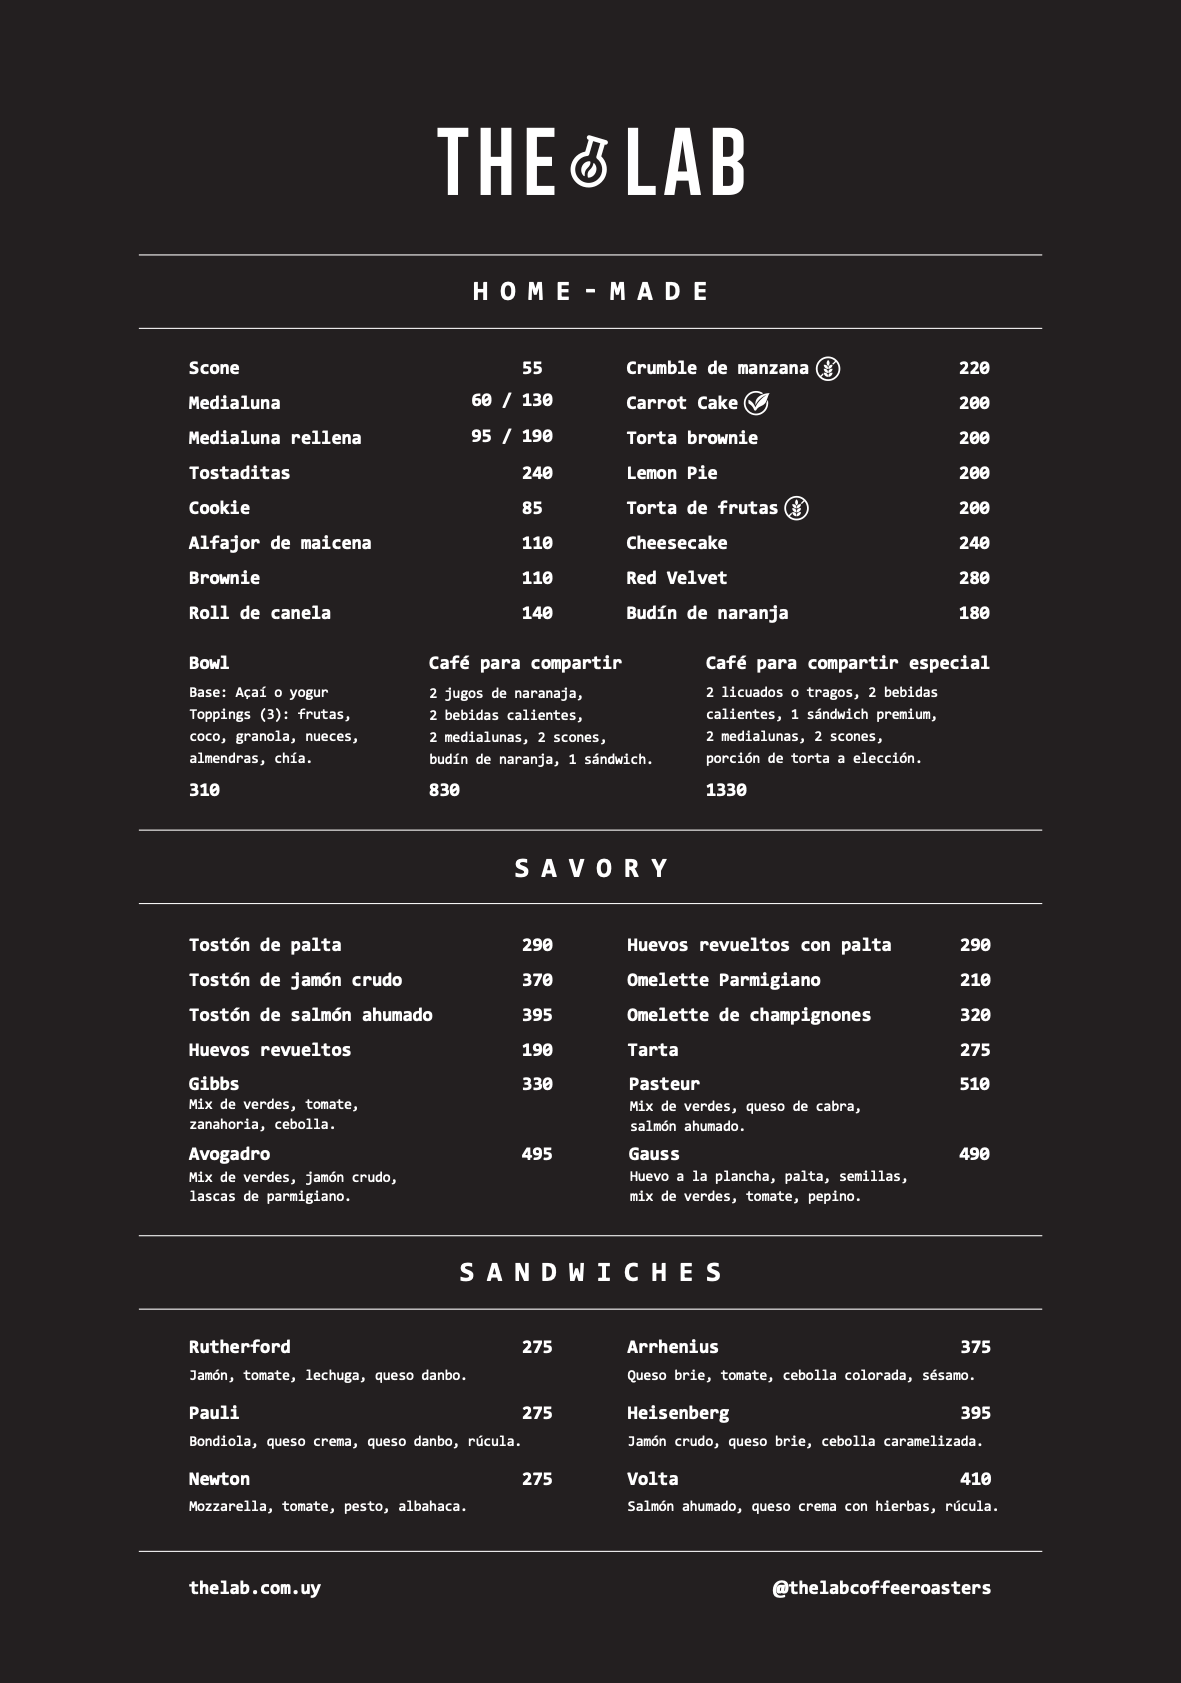 THE LAB
HOME-MADE
Scone 55
Medialuna 60 / 130
Medialuna rellena 95 / 190
Tostaditas 240
Cookie 85
Alfajor de maicena 110
Brownie 110
Roll de canela 140
Crumble de manzana 220
Carrot Cake 200
Torta brownie 200
Lemon Pie 200
Torta de frutas 200
Cheesecake 240
Red Velvet 280
Budín de naranja 180
Bowl
Base: Açaí o yogur
Toppings (3): frutas,
coco, granola, nueces,
almendras, chía.
310
Café para compartir
2 jugos de naranaja,
2 bebidas calientes,
2 medialunas, 2 scones,
budín de naranja, 1 sándwich.
830
Café para compartir especial
2 licuados o tragos, 2 bebidas
calientes, 1 sándwich premium,
2 medialunas, 2 scones,
porción de torta a elección.
1330
SAVORY
Tostón de palta 290
Tostón de jamón crudo 370
Tostón de salmón ahumado 395
Huevos revueltos 190
Gibbs 330
Mix de verdes, tomate,
zanahoria, cebolla.
Avogadro 495
Mix de verdes, jamón crudo,
lascas de parmigiano.
Huevos revueltos con palta 290
Omelette Parmigiano 210
Omelette de champignones 320
Tarta 275
Pasteur 510
Mix de verdes, queso de cabra,
salmón ahumado.
Gauss 490
Huevo a la plancha, palta, semillas,
mix de verdes, tomate, pepino.
SANDWICHES
Rutherford 275
Jamón, tomate, lechuga, queso danbo.
Pauli 275
Bondiola, queso crema, queso danbo, rúcula.
Newton 275
Mozzarella, tomate, pesto, albahaca.
Arrhenius 375
Queso brie, tomate, cebolla colorada, sésamo.
Heisenberg 395
Jamón crudo, queso brie, cebolla caramelizada.
Volta 410
Salmón ahumado, queso crema con hierbas, rúcula.
thelab.com.uy
@thelabcoffeeroasters